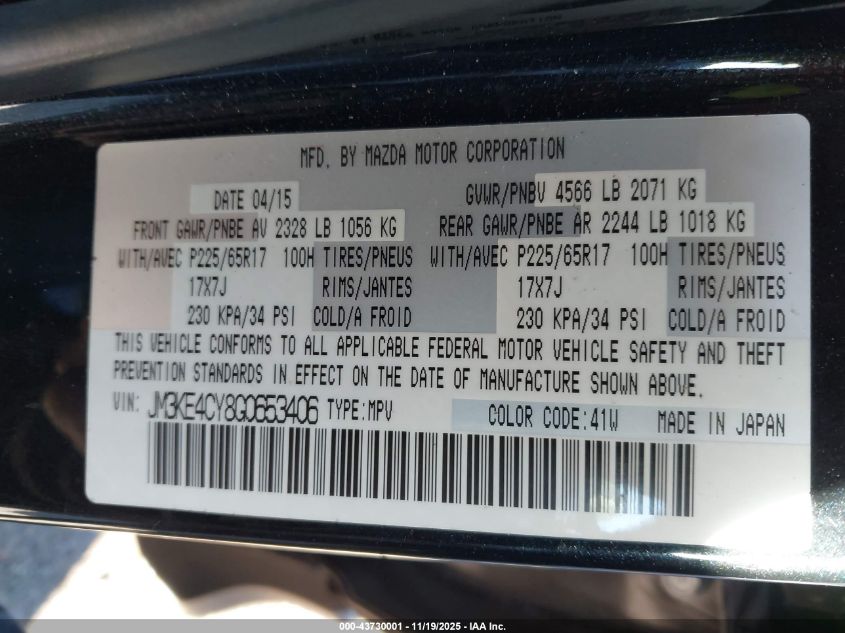 MFD. BY MAZDA MOTOR CORPORATION
DATE 04/15 GVWR/PNBV 4566 LB 2071 KG
FRONT GAWR/PNBE AV 2328 LB 1056 KG REAR GAWR/PNBE AR 2244 LB 1018 KG
WITH/AVEC P225/65R17 100H TIRES/PNEUS WITH/AVEC P225/65R17 100H TIRES/PNEUS
17X7J RIMS/JANTES 17X7J RIMS/JANTES
230 KPA/34 PSI COLD/A FROID 230 KPA/34 PSI COLD/A FROID
THIS VEHICLE CONFORMS TO ALL APPLICABLE FEDERAL MOTOR VEHICLE SAFETY AND THEFT
PREVENTION STANDARDS IN EFFECT ON THE DATE OF MANUFACTURE SHOWN ABOVE.
VIN: JM3KE4CY8G0653406 TYPE:MPV COLOR CODE:41W MADE IN JAPAN
000-43730001 - 11/19/2025 - IAA Inc.